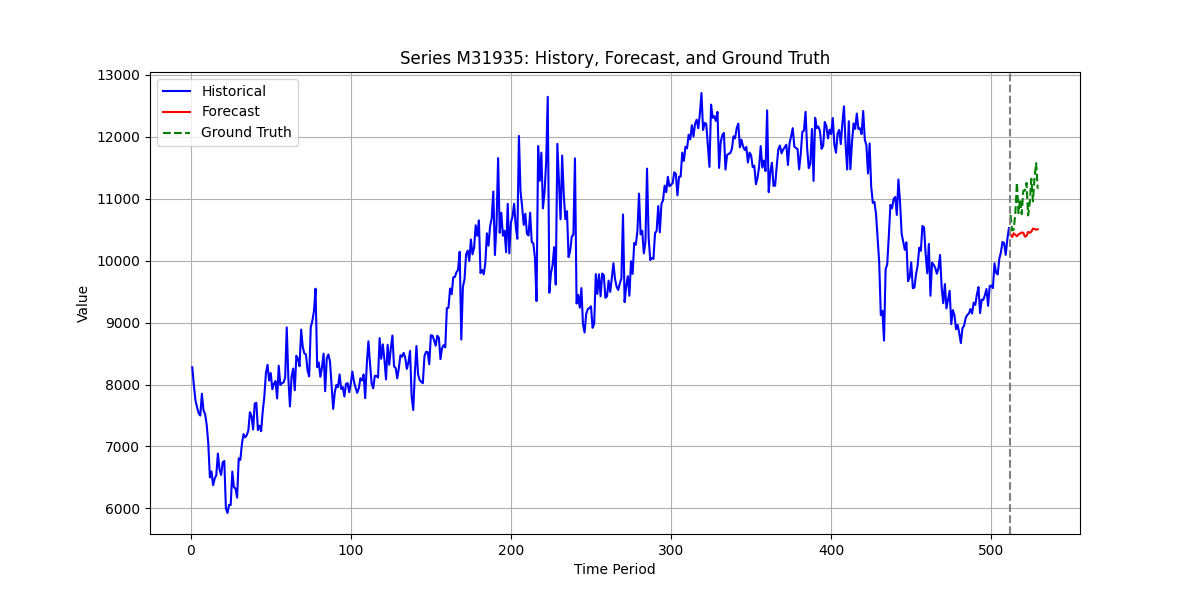 Series M31935: History, Forecast, and Ground Truth
Historical
Forecast
Ground Truth
13000
12000
11000
10000
9000
8000
7000
6000
Value
0 100 200 300 400 500
Time Period